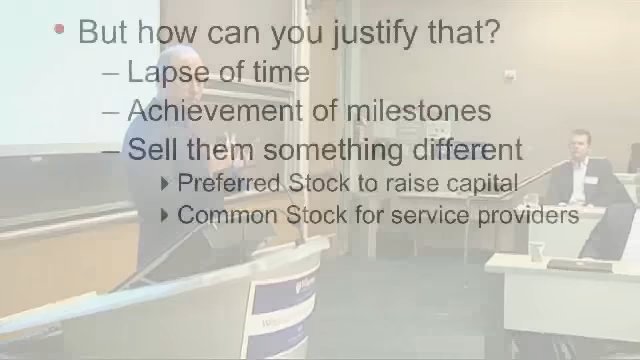 • But how can you justify that?
– Lapse of time
– Achievement of milestones
– Sell them something different
Preferred Stock to raise capital
Common Stock for service providers